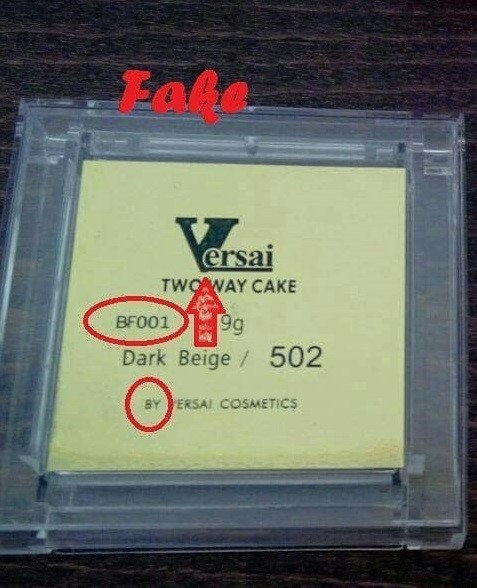 Fake
Versai
TWO WAY CAKE
BF001 9g
Dark Beige / 502
BY VERSAI COSMETICS